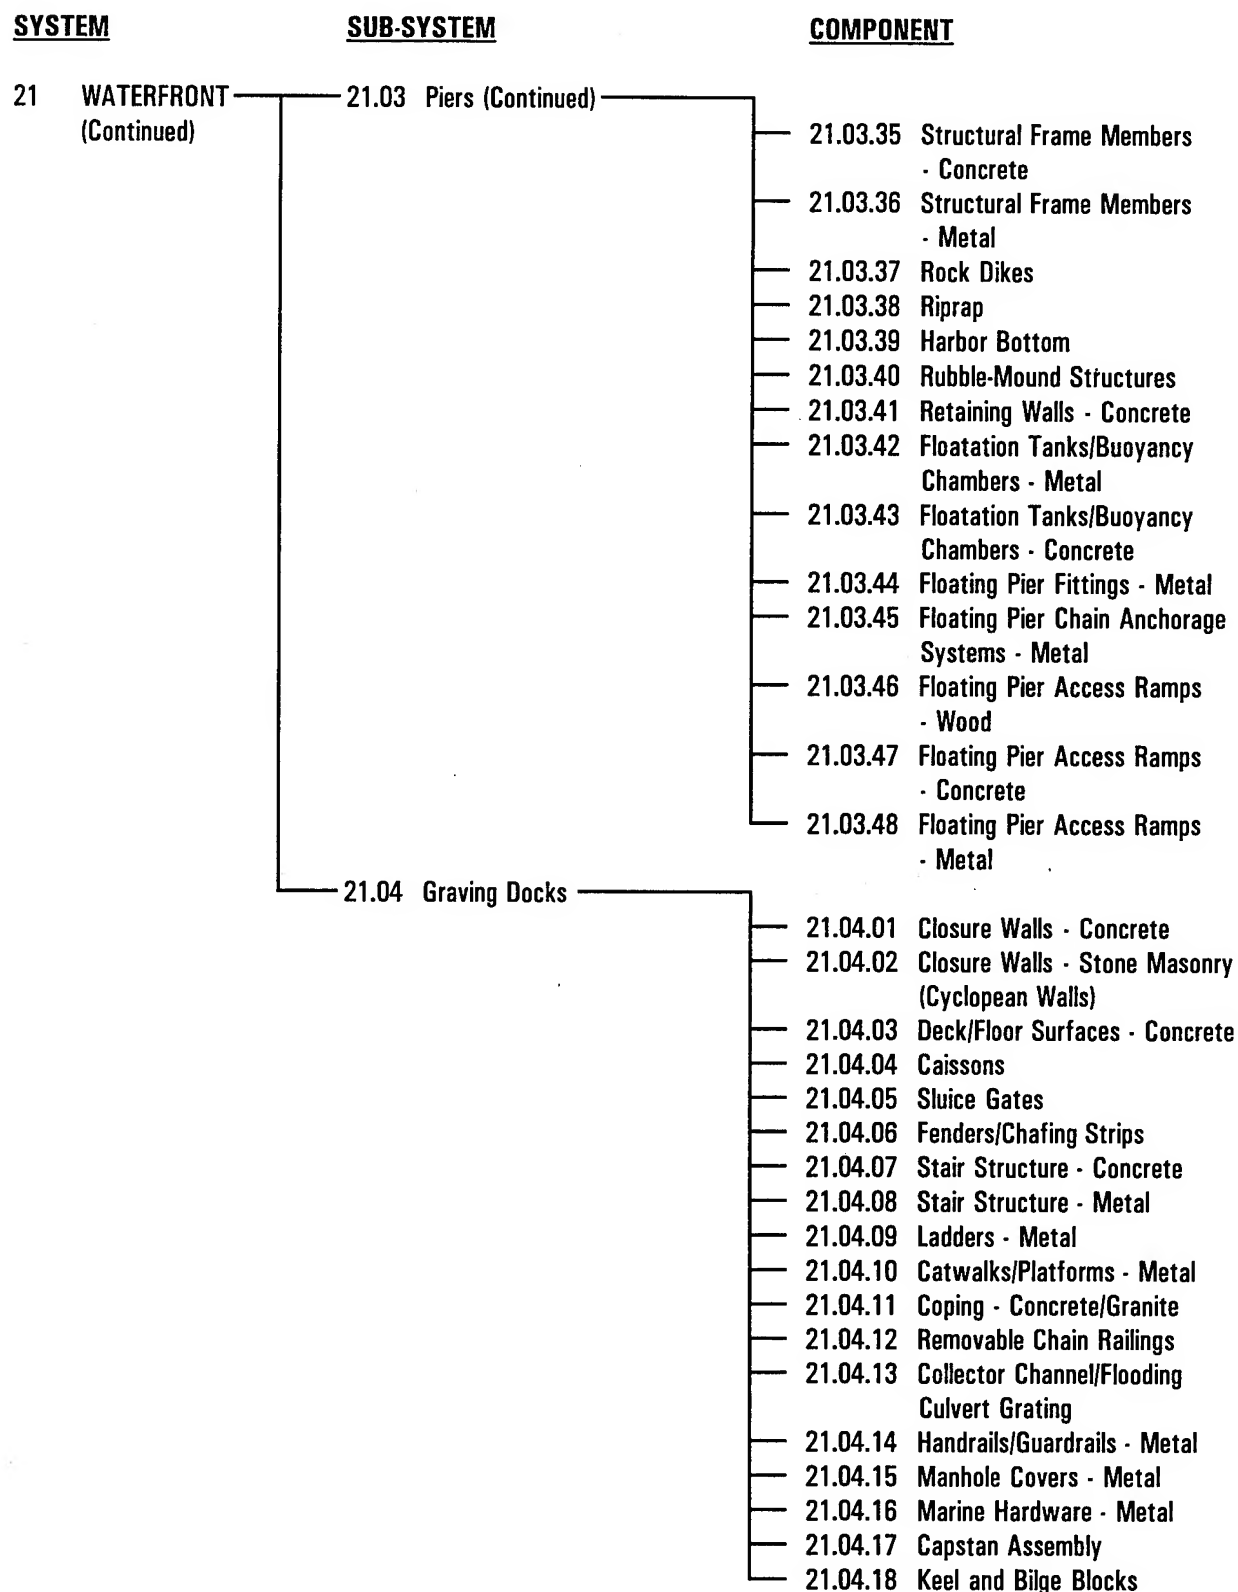 SYSTEM SUB-SYSTEM COMPONENT
21 WATERFRONT 21.03 Piers (Continued)
(Continued)
21.03.35 Structural Frame Members
- Concrete
21.03.36 Structural Frame Members
- Metal
21.03.37 Rock Dikes
21.03.38 Riprap
21.03.39 Harbor Bottom
21.03.40 Rubble-Mound Structures
21.03.41 Retaining Walls - Concrete
21.03.42 Floatation Tanks/Buoyancy
Chambers - Metal
21.03.43 Floatation Tanks/Buoyancy
Chambers - Concrete
21.03.44 Floating Pier Fittings - Metal
21.03.45 Floating Pier Chain Anchorage
Systems - Metal
21.03.46 Floating Pier Access Ramps
- Wood
21.03.47 Floating Pier Access Ramps
- Concrete
21.03.48 Floating Pier Access Ramps
- Metal
21.04 Graving Docks
21.04.01 Closure Walls - Concrete
21.04.02 Closure Walls - Stone Masonry
(Cyclopean Walls)
21.04.03 Deck/Floor Surfaces - Concrete
21.04.04 Caissons
21.04.05 Sluice Gates
21.04.06 Fenders/Chafing Strips
21.04.07 Stair Structure - Concrete
21.04.08 Stair Structure - Metal
21.04.09 Ladders - Metal
21.04.10 Catwalks/Platforms - Metal
21.04.11 Coping - Concrete/Granite
21.04.12 Removable Chain Railings
21.04.13 Collector Channel/Flooding
Culvert Grating
21.04.14 Handrails/Guardrails - Metal
21.04.15 Manhole Covers - Metal
21.04.16 Marine Hardware - Metal
21.04.17 Capstan Assembly
21.04.18 Keel and Bilge Blocks